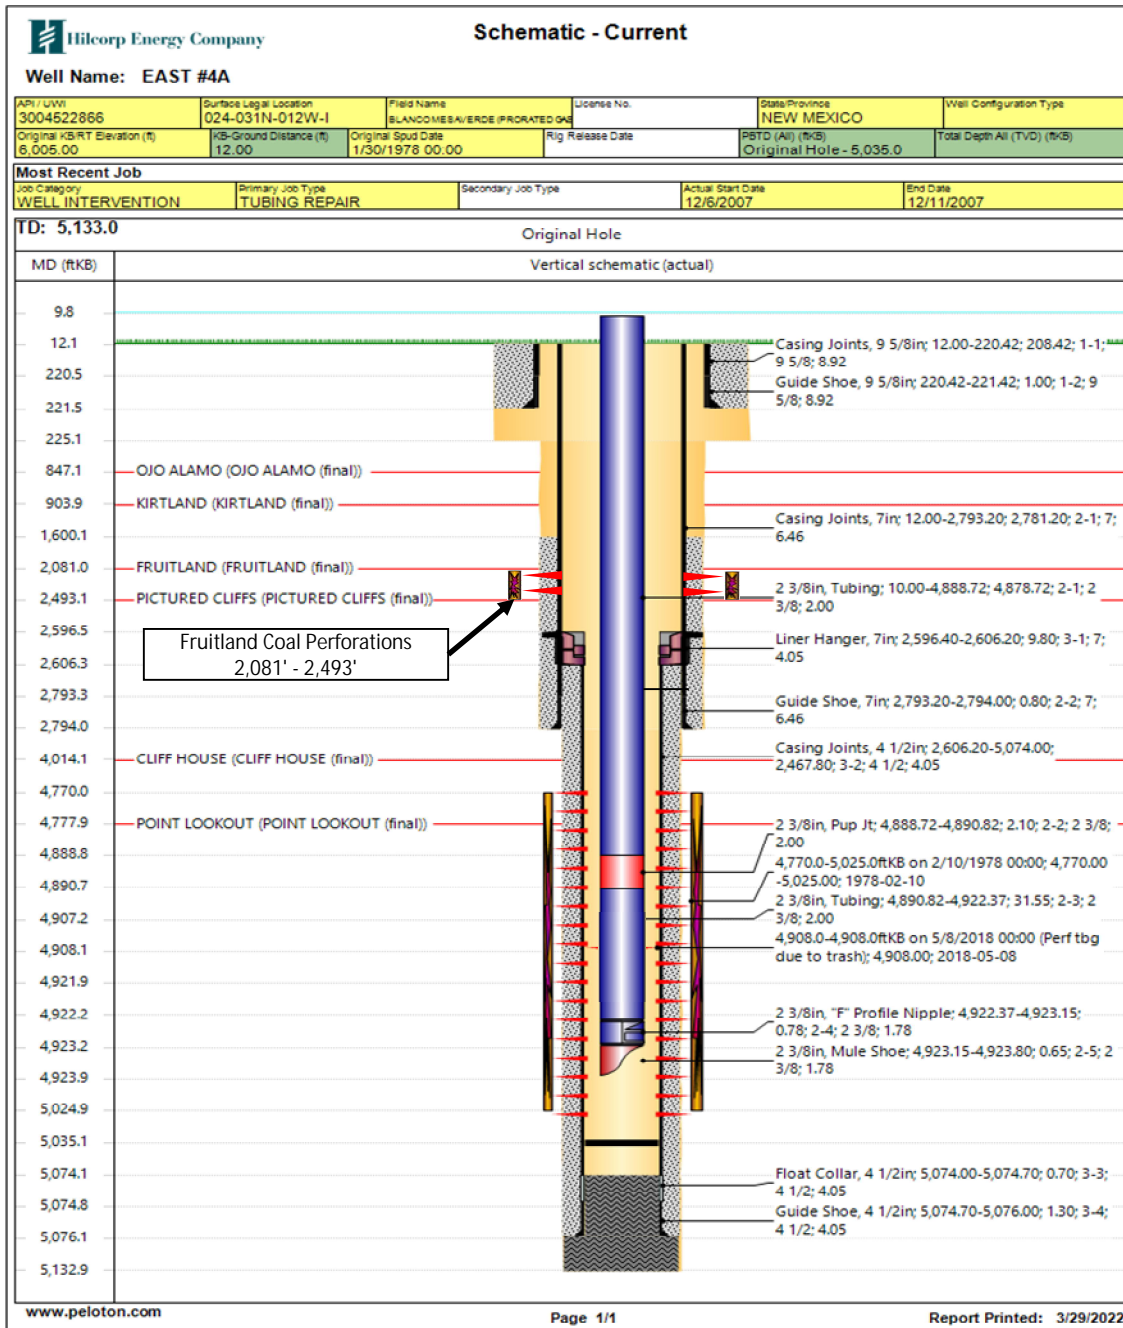 Hilcorp Energy Company
Schematic - Current
Well Name: EAST #4A
API / UWI
Surface Legal Location
Field Name
License No.
State/Province
Well Configuration Type
3004522866
024-031N-012W-I
BLANCO MESAVERDE (PRORATED GAS
NEW MEXICO
Original KB/RT Elevation (ft)
KB-Ground Distance (ft)
Original Spud Date
Rig Release Date
PBTD (All) (ftKB)
Total Depth All (TVD) (ftKB)
6,005.00
12.00
1/30/1978 00:00
Original Hole - 5,035.0
Most Recent Job
Job Category
Primary Job Type
Secondary Job Type
Actual Start Date
End Date
WELL INTERVENTION
TUBING REPAIR
12/6/2007
12/11/2007
TD: 5,133.0
Original Hole
MD (ftKB)
Vertical schematic (actual)
9.8
12.1
220.5
221.5
225.1
847.1
903.9
1,600.1
2,081.0
2,493.1
2,596.5
2,606.3
2,793.3
2,794.0
4,014.1
4,770.0
4,777.9
4,888.8
4,890.7
4,907.2
4,908.1
4,921.9
4,922.2
4,923.2
4,923.9
5,024.9
5,035.1
5,074.1
5,074.8
5,076.1
5,132.9
OJO ALAMO (OJO ALAMO (final))
KIRTLAND (KIRTLAND (final))
FRUITLAND (FRUITLAND (final))
PICTURED CLIFFS (PICTURED CLIFFS (final))
Fruitland Coal Perforations
2,081' - 2,493'
CLIFF HOUSE (CLIFF HOUSE (final))
POINT LOOKOUT (POINT LOOKOUT (final))
Casing Joints, 9 5/8in; 12.00-220.42; 208.42; 1-1;
9 5/8; 8.92
Guide Shoe, 9 5/8in; 220.42-221.42; 1.00; 1-2; 9
5/8; 8.92
Casing Joints, 7in; 12.00-2,793.20; 2,781.20; 2-1; 7;
6.46
2 3/8in, Tubing; 10.00-4,888.72; 4,878.72; 2-1; 2
3/8; 2.00
Liner Hanger, 7in; 2,596.40-2,606.20; 9.80; 3-1; 7;
4.05
Guide Shoe, 7in; 2,793.20-2,794.00; 0.80; 2-2; 7;
6.46
Casing Joints, 4 1/2in; 2,606.20-5,074.00;
2,467.80; 3-2; 4 1/2; 4.05
2 3/8in, Pup Jt; 4,888.72-4,890.82; 2.10; 2-2; 2 3/8;
2.00
4,770.0-5,025.0ftKB on 2/10/1978 00:00; 4,770.00
-5,025.00; 1978-02-10
2 3/8in, Tubing; 4,890.82-4,922.37; 31.55; 2-3; 2
3/8; 2.00
4,908.0-4,908.0ftKB on 5/8/2018 00:00 (Perf tbg
due to trash); 4,908.00; 2018-05-08
2 3/8in, "F" Profile Nipple; 4,922.37-4,923.15;
0.78; 2-4; 2 3/8; 1.78
2 3/8in, Mule Shoe; 4,923.15-4,923.80; 0.65; 2-5; 2
3/8; 1.78
Float Collar, 4 1/2in; 5,074.00-5,074.70; 0.70; 3-3;
4 1/2; 4.05
Guide Shoe, 4 1/2in; 5,074.70-5,076.00; 1.30; 3-4;
4 1/2; 4.05
www.peloton.com
Page 1/1
Report Printed: 3/29/2022